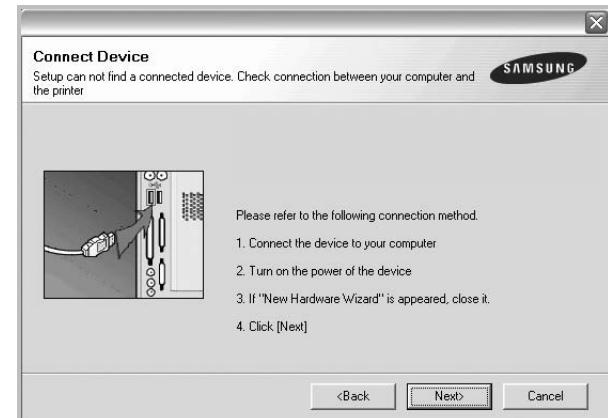 Connect Device
Setup can not find a connected device. Check connection between your computer and
the printer
SAMSUNG
Please refer to the following connection method.
1. Connect the device to your computer
2. Turn on the power of the device
3. If "New Hardware Wizard" is appeared, close it.
4. Click [Next]
<Back
Next>
Cancel